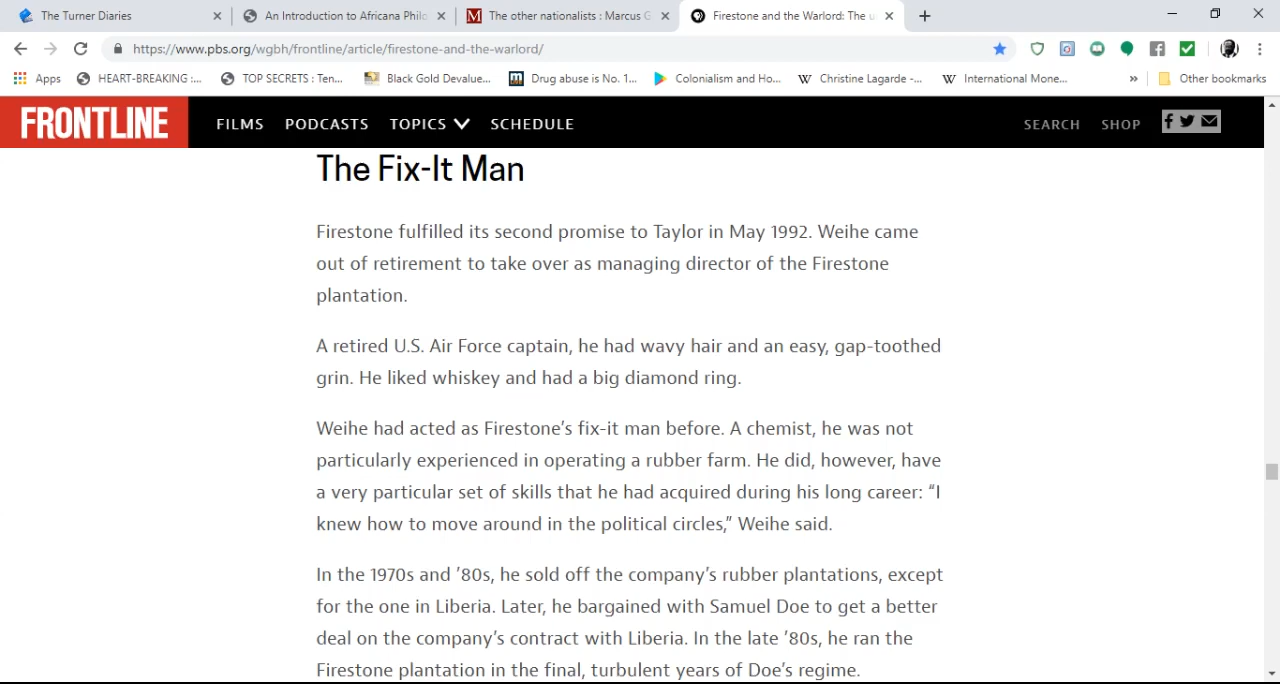 The Turner Diaries
An Introduction to Africana Philo
The other nationalists : Marcus G
Firestone and the Warlord: The u
https://www.pbs.org/wgbh/frontline/article/firestone-and-the-warlord/
Apps
HEART-BREAKING :...
TOP SECRETS : Ten...
Black Gold Devalue...
Drug abuse is No. 1...
Colonialism and Ho...
Christine Lagarde -...
International Mone...
»
Other bookmarks
FRONTLINE
FILMS
PODCASTS
TOPICS
SCHEDULE
SEARCH
SHOP
The Fix-It Man
Firestone fulfilled its second promise to Taylor in May 1992. Weihe came
out of retirement to take over as managing director of the Firestone
plantation.
A retired U.S. Air Force captain, he had wavy hair and an easy, gap-toothed
grin. He liked whiskey and had a big diamond ring.
Weihe had acted as Firestone’s fix-it man before. A chemist, he was not
particularly experienced in operating a rubber farm. He did, however, have
a very particular set of skills that he had acquired during his long career: “I
knew how to move around in the political circles,” Weihe said.
In the 1970s and ’80s, he sold off the company’s rubber plantations, except
for the one in Liberia. Later, he bargained with Samuel Doe to get a better
deal on the company’s contract with Liberia. In the late ’80s, he ran the
Firestone plantation in the final, turbulent years of Doe’s regime.